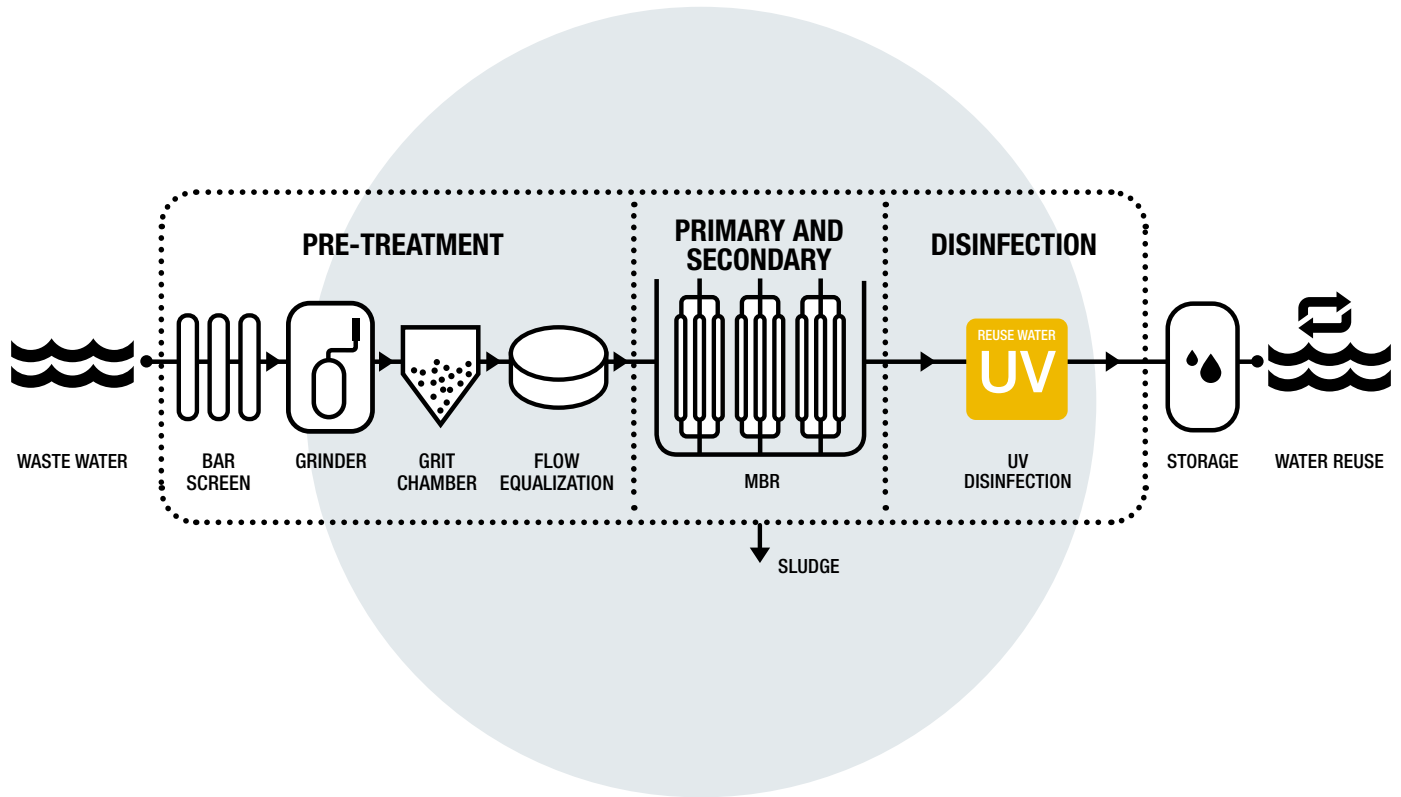 PRE-TREATMENT
PRIMARY AND
SECONDARY
DISINFECTION
REUSE WATER
UV
WASTE WATER
BAR
SCREEN
GRINDER
GRIT
CHAMBER
FLOW
EQUALIZATION
MBR
UV
DISINFECTION
STORAGE
WATER REUSE
SLUDGE